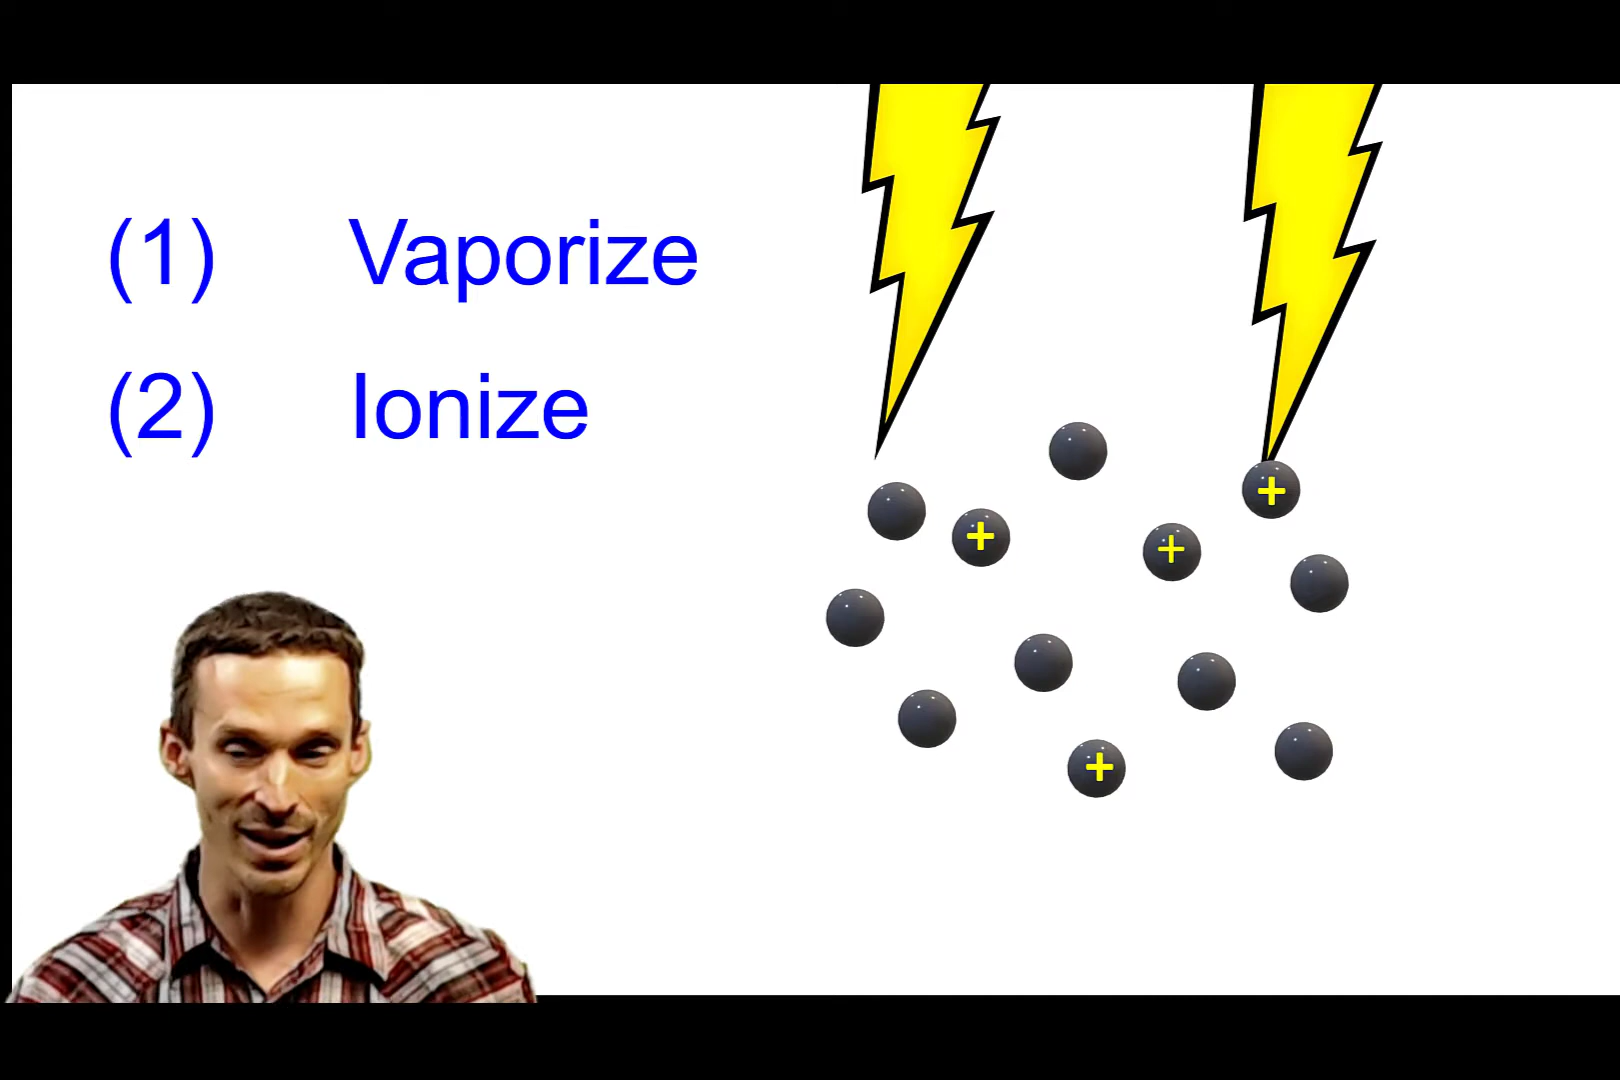 (1) Vaporize
(2) Ionize
+
+
+
+